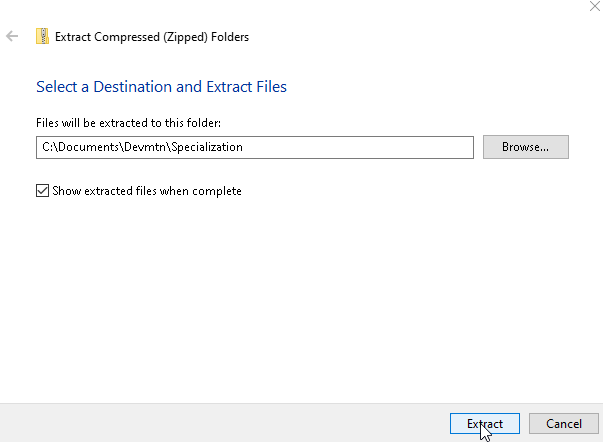 Extract Compressed (Zipped) Folders
Select a Destination and Extract Files
Files will be extracted to this folder:
C:\Documents\Devmtn\Specialization
Browse...
Show extracted files when complete
Extract
Cancel